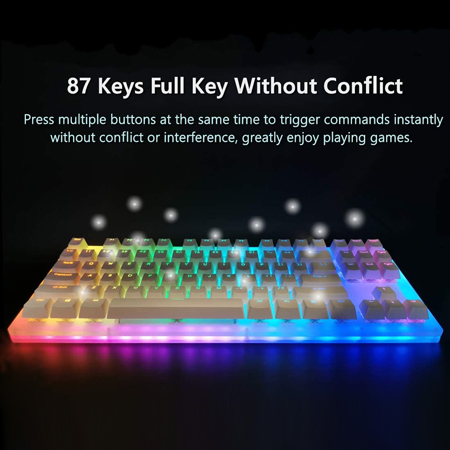 87 Keys Full Key Without Conflict
Press multiple buttons at the same time to trigger commands instantly
without conflict or interference, greatly enjoy playing games.